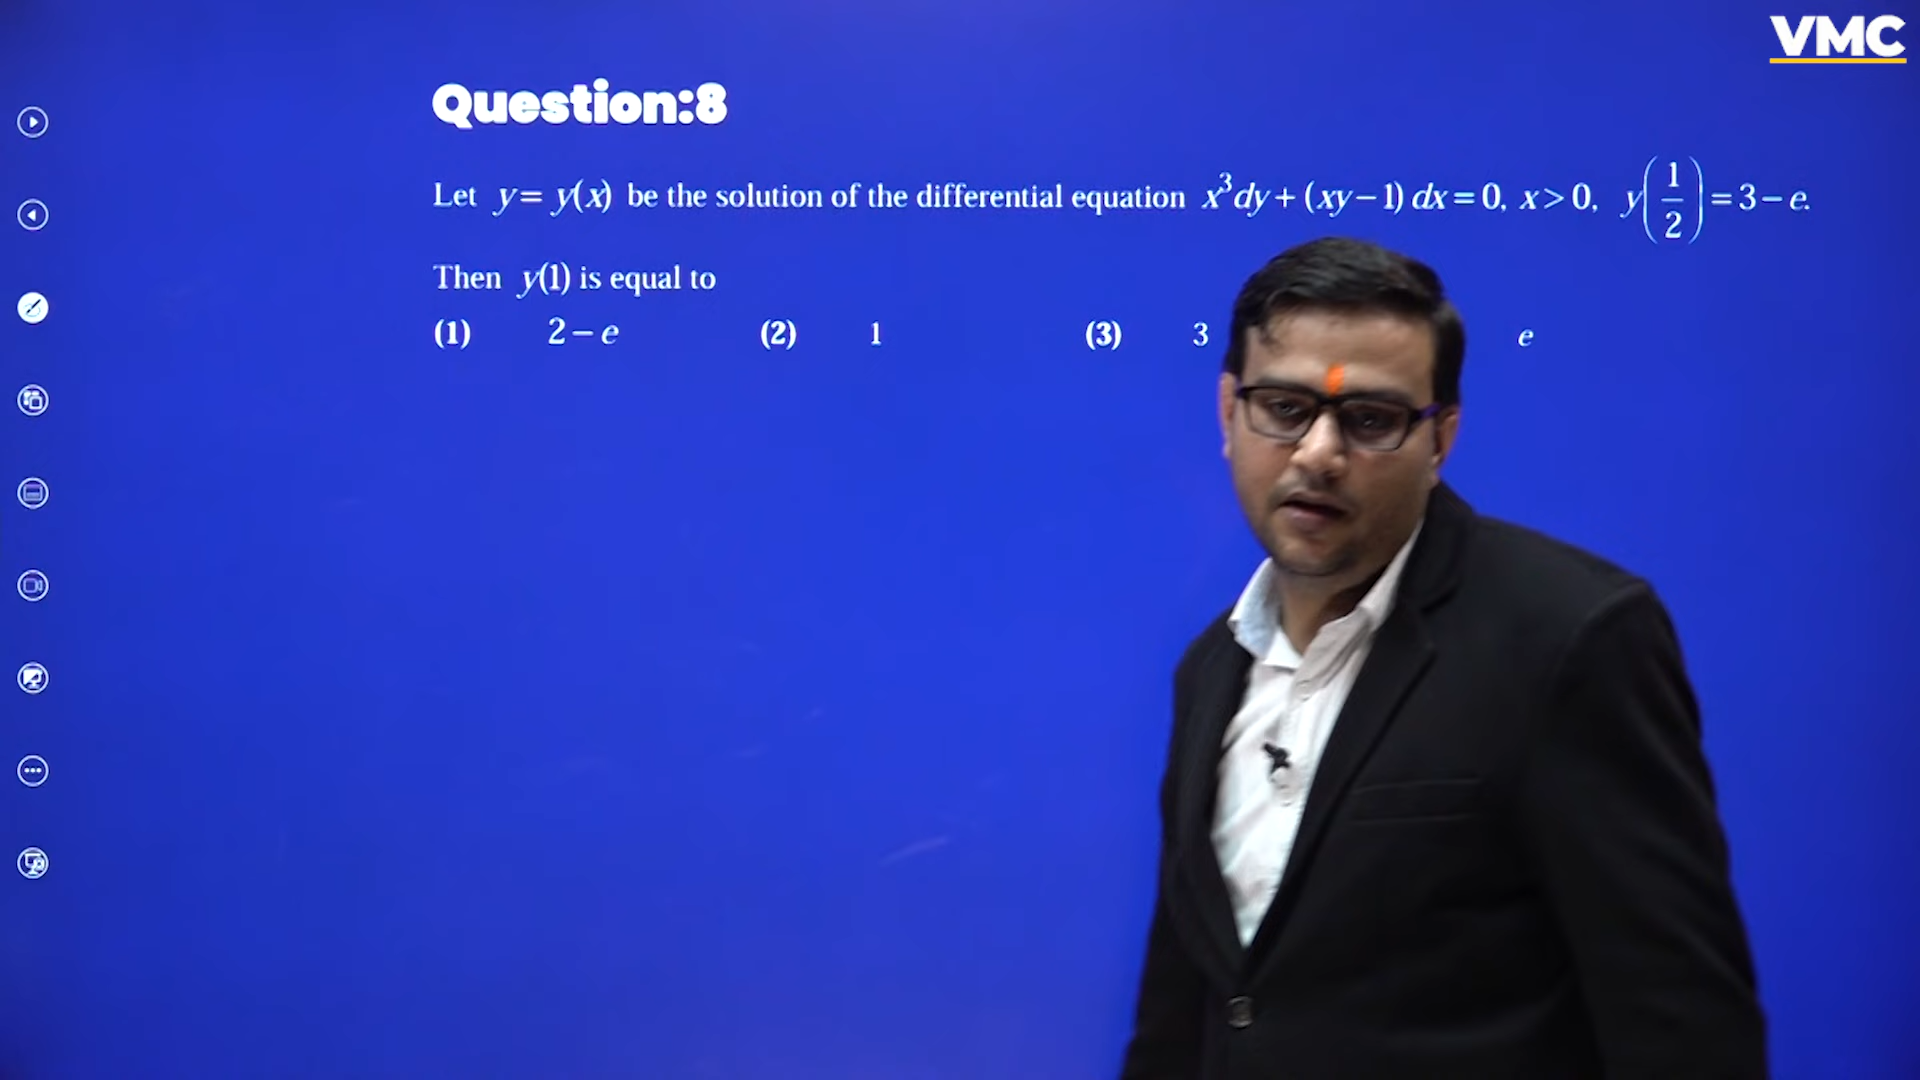 VMC
Question:8
Let y = y(x) be the solution of the differential equation x³dy + (xy – 1) dx = 0, x > 0, y(1/2) = 3 – e.
Then y(1) is equal to
(1) 2 – e (2) 1 (3) 3 e